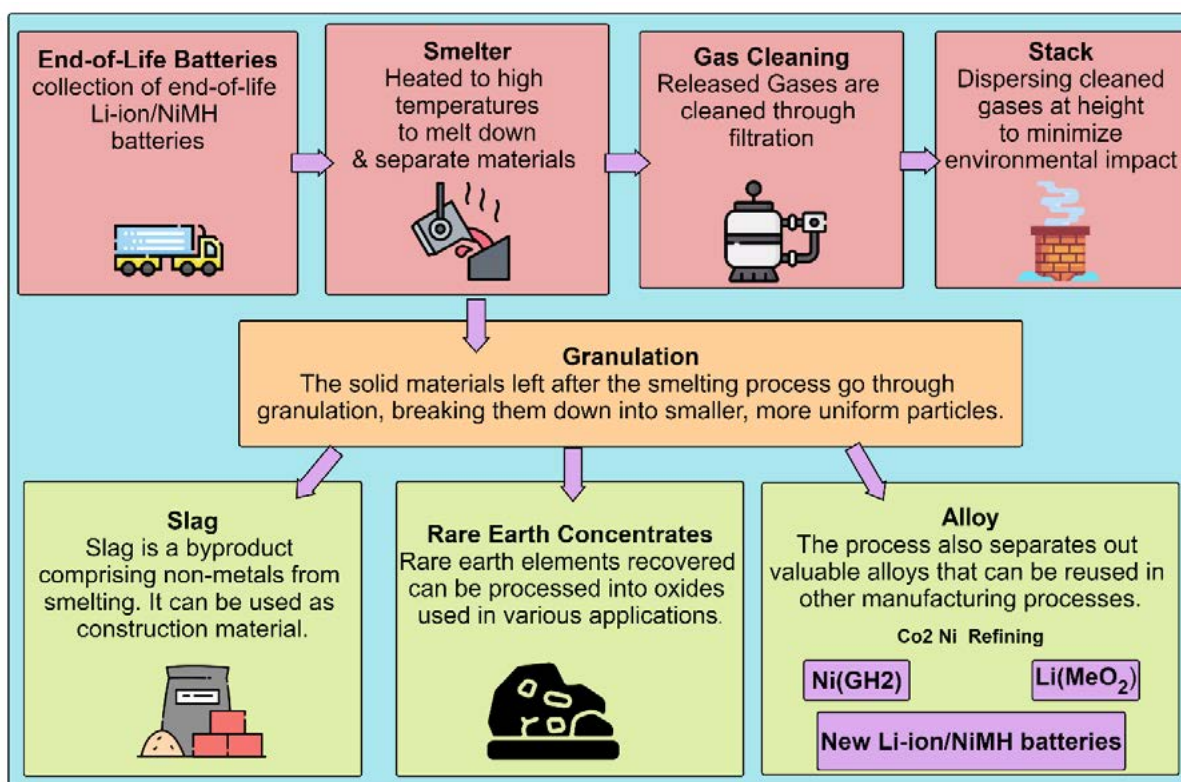 End-of-Life Batteries
collection of end-of-life
Li-ion/NiMH
batteries
Smelter
Heated to high
temperatures
to melt down
& separate materials
Gas Cleaning
Released Gases are
cleaned through
filtration
Stack
Dispersing cleaned
gases at height
to minimize
environmental impact
Granulation
The solid materials left after the smelting process go through
granulation, breaking them down into smaller, more uniform particles.
Slag
Slag is a byproduct
comprising non-metals from
smelting. It can be used as
construction material.
Rare Earth Concentrates
Rare earth elements recovered
can be processed into oxides
used in various applications.
Alloy
The process also separates out
valuable alloys that can be reused in
other manufacturing processes.
Co2 Ni Refining
Ni(GH2)
Li(MeO₂)
New Li-ion/NiMH batteries